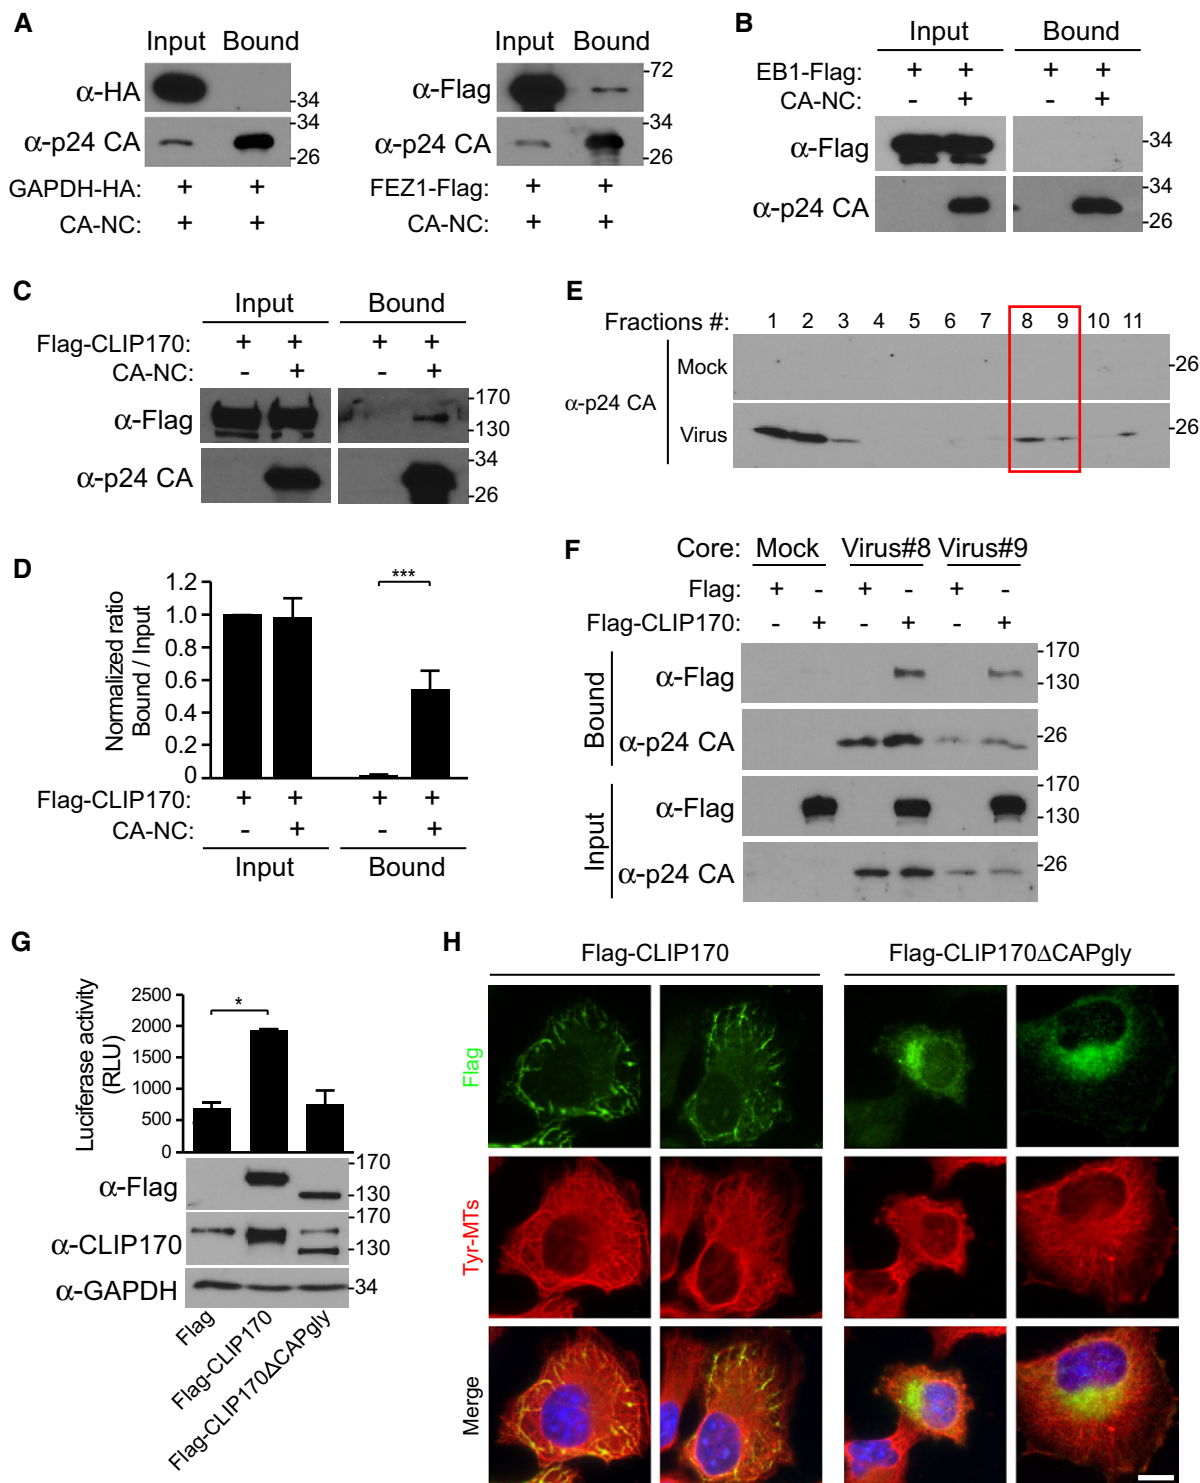 A
Input Bound
α-HA
-34
α-p24 CA
-34
-26
GAPDH-HA: + +
CA-NC: + +
Input Bound
α-Flag
-72
α-p24 CA
-34
-26
FEZ1-Flag: + +
CA-NC: + +
B
Input Bound
EB1-Flag: + + + +
CA-NC: - + - +
α-Flag
-34
α-p24 CA
-34
-26
C
Input Bound
Flag-CLIP170: + + + +
CA-NC: - + - +
α-Flag
-170
-130
α-p24 CA
-34
-26
D
Normalized ratio
Bound / Input
1.2
1.0
0.8
0.6
0.4
0.2
0
***
Flag-CLIP170: + + + +
CA-NC: - + - +
Input Bound
E
Fractions #: 1 2 3 4 5 6 7 8 9 10 11
α-p24 CA
Mock
-26
Virus
-26
F
Core: Mock Virus#8 Virus#9
Flag: + - + - + -
Flag-CLIP170: - + - + - +
Bound
α-Flag
-170
-130
α-p24 CA
-26
Input
α-Flag
-170
-130
α-p24 CA
-26
G
Luciferase activity
(RLU)
2500
2000
1500
1000
500
0
*
α-Flag
-170
-130
α-CLIP170
-170
-130
α-GAPDH
-34
Flag
Flag-CLIP170
Flag-CLIP170ΔCAPgly
H
Flag-CLIP170 Flag-CLIP170ΔCAPgly
Flag
Tyr-MTs
Merge